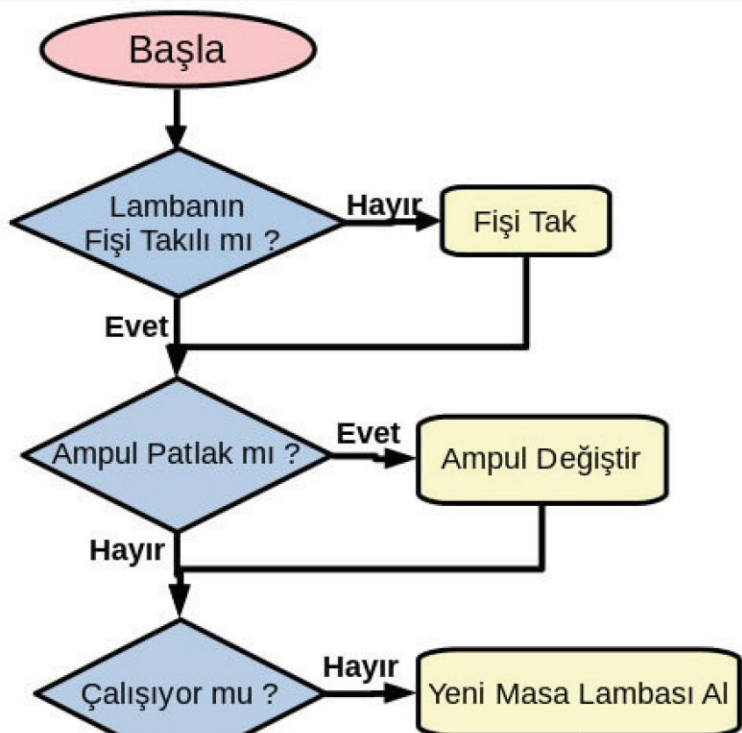 Başla
Lambanın
Fişi Takılı mı ?
Hayır
Fişi Tak
Evet
Ampul Patlak mı ?
Evet
Ampul Değiştir
Hayır
Çalışıyor mu ?
Hayır
Yeni Masa Lambası Al